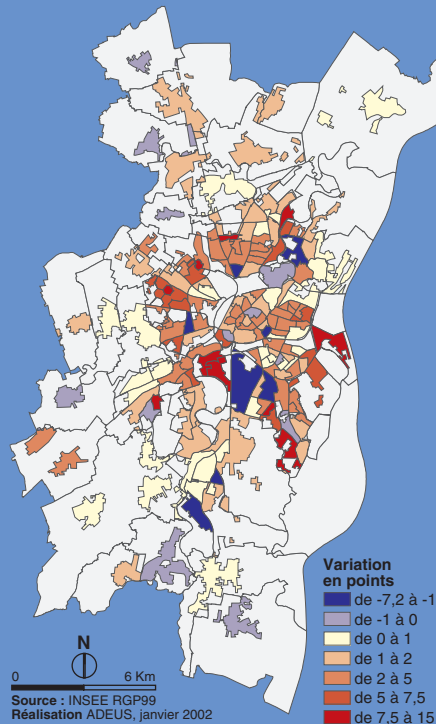 Variation
en points
de -7,2 à -1
de -1 à 0
de 0 à 1
de 1 à 2
de 2 à 5
de 5 à 7,5
de 7,5 à 15
N
0 6 Km
Source : INSEE RGP99
Réalisation ADEUS, janvier 2002